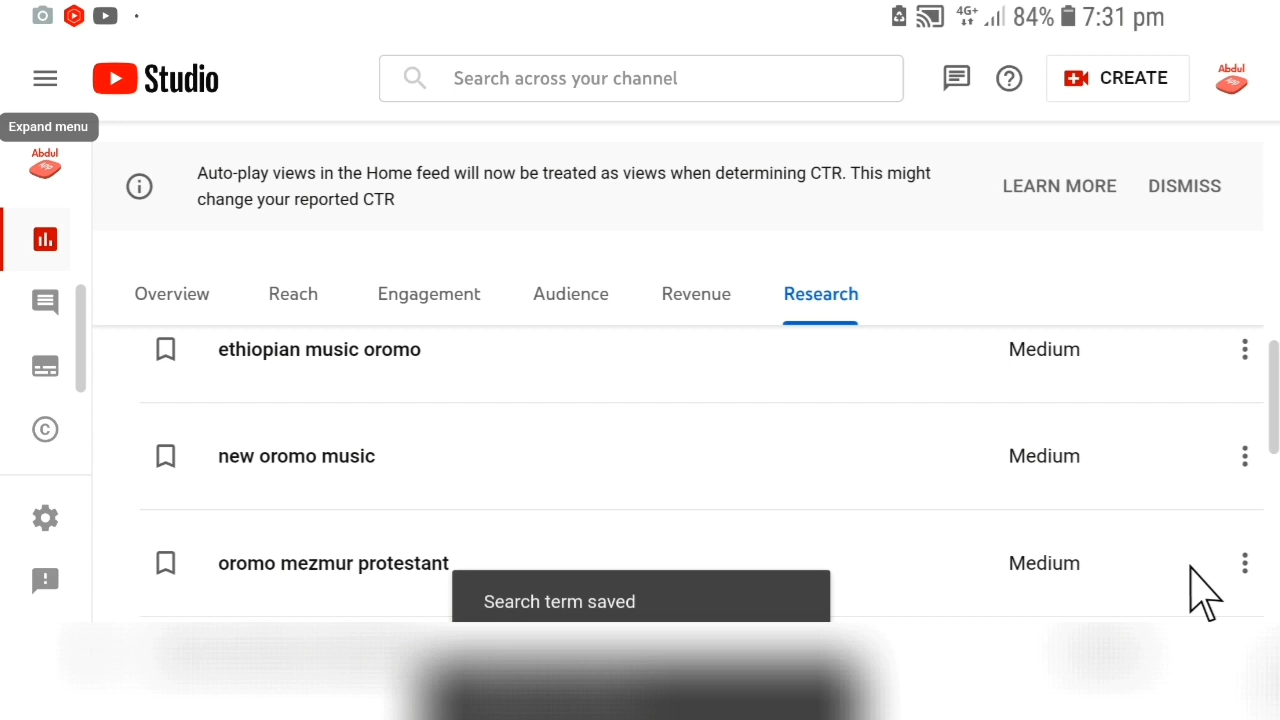 4G+ 84% 7:31 pm
Studio
Search across your channel
CREATE
Abdul
Expand menu
Abdul
Auto-play views in the Home feed will now be treated as views when determining CTR. This might
change your reported CTR
LEARN MORE
DISMISS
Overview Reach Engagement Audience Revenue Research
ethiopian music oromo Medium
new oromo music Medium
oromo mezmur protestant Medium
Search term saved